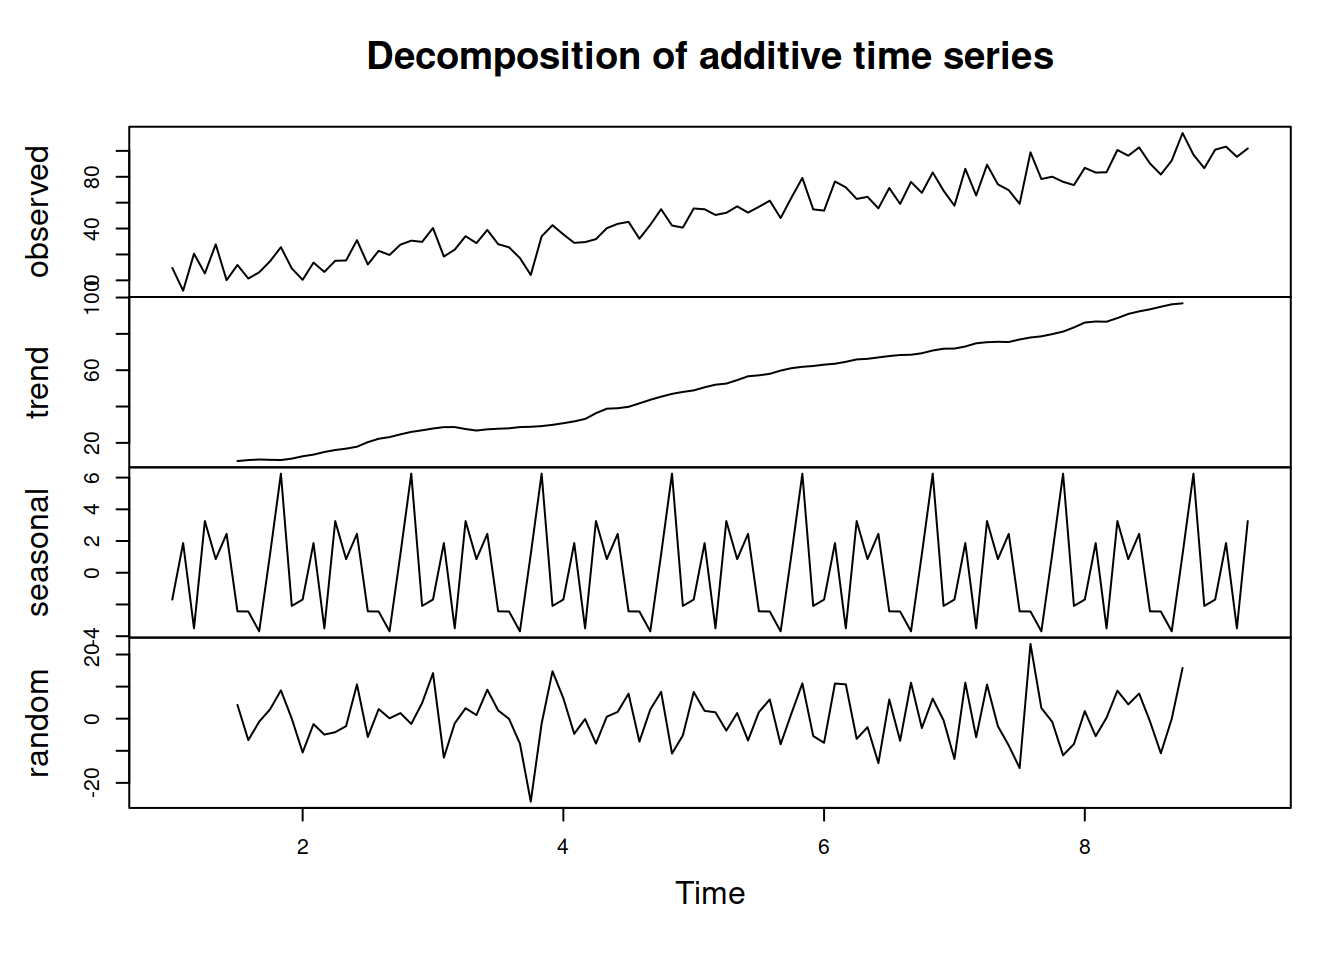 Decomposition of additive time series
observed
0 40 80
trend
20 60 100
seasonal
-4 0 2 4 6
random
-20 0 20
2 4 6 8
Time